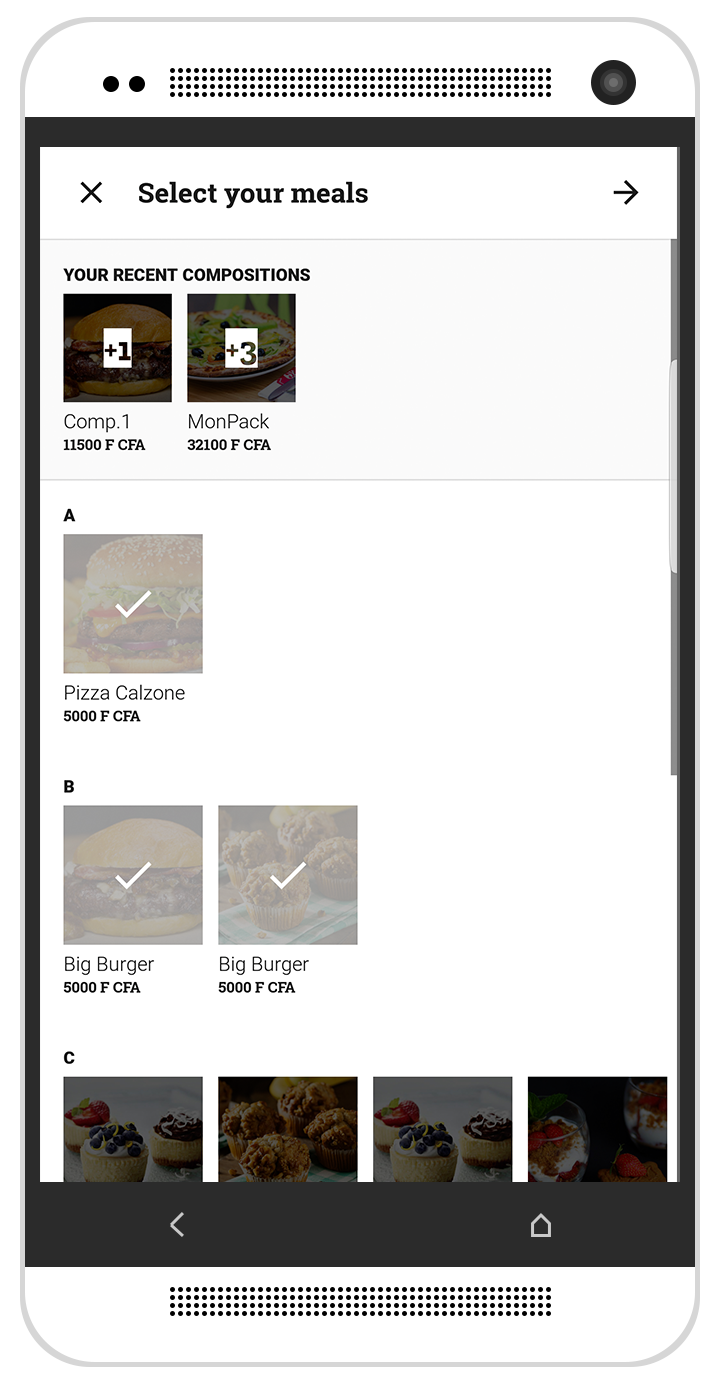 Select your meals
YOUR RECENT COMPOSITIONS
+1
+3
Comp.1
MonPack
11500 F CFA
32100 F CFA
A
Pizza Calzone
5000 F CFA
B
Big Burger
Big Burger
5000 F CFA
5000 F CFA
C